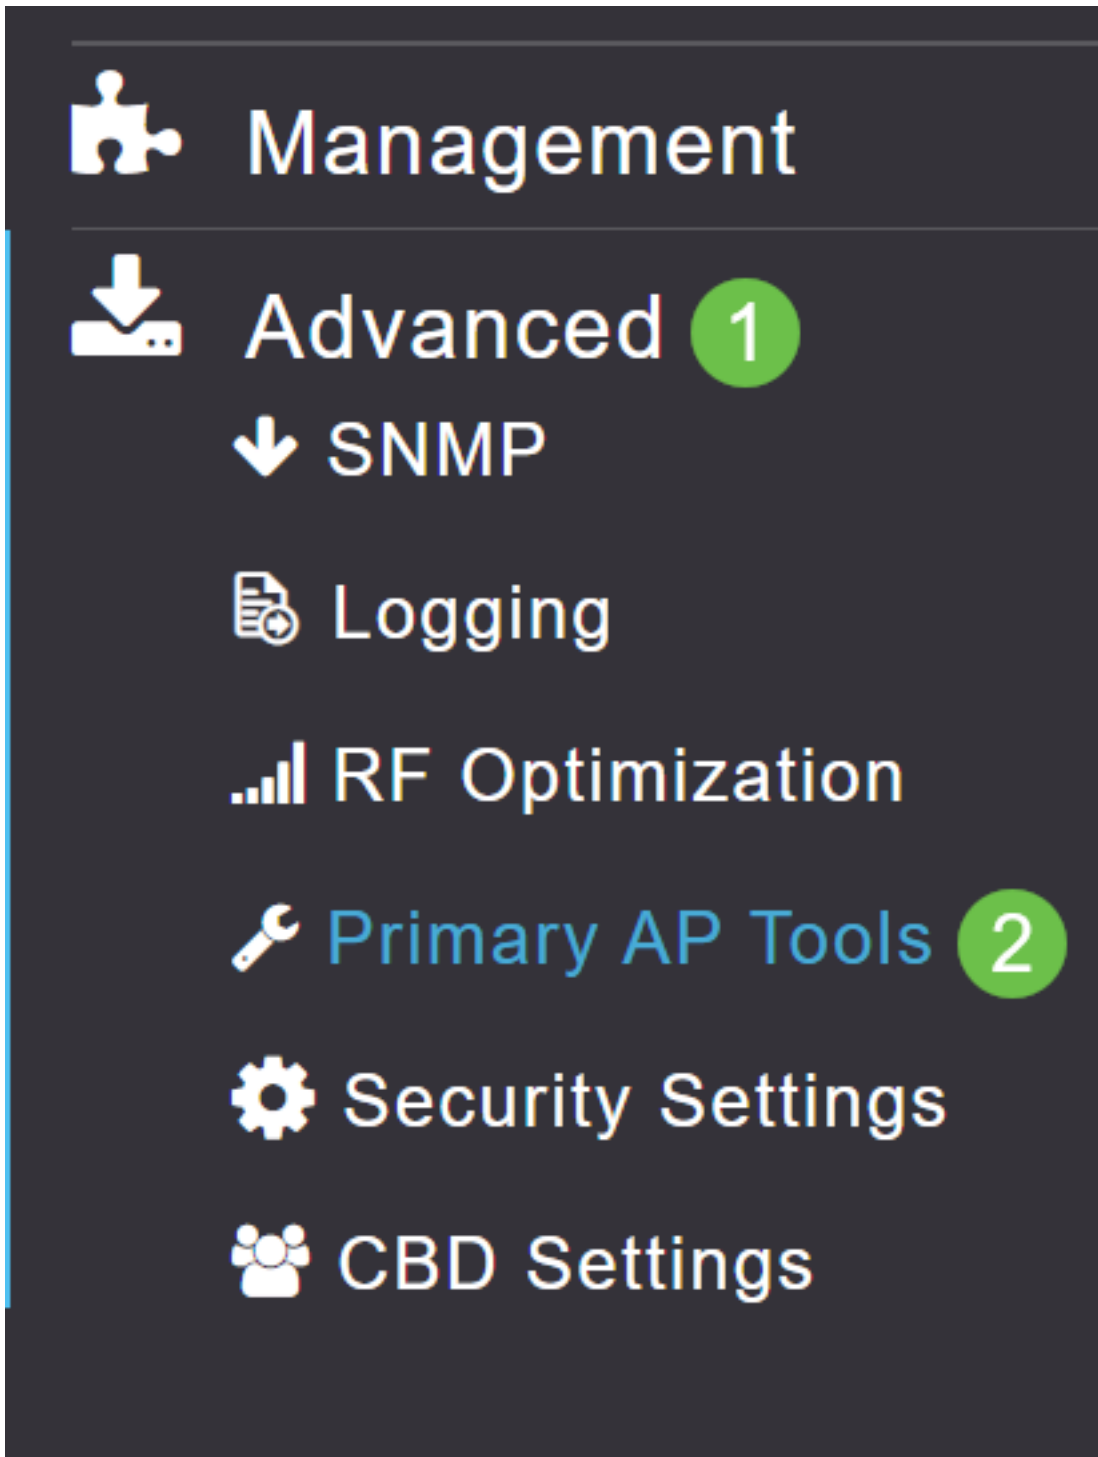 Management
Advanced 1
SNMP
Logging
RF Optimization
Primary AP Tools 2
Security Settings
CBD Settings